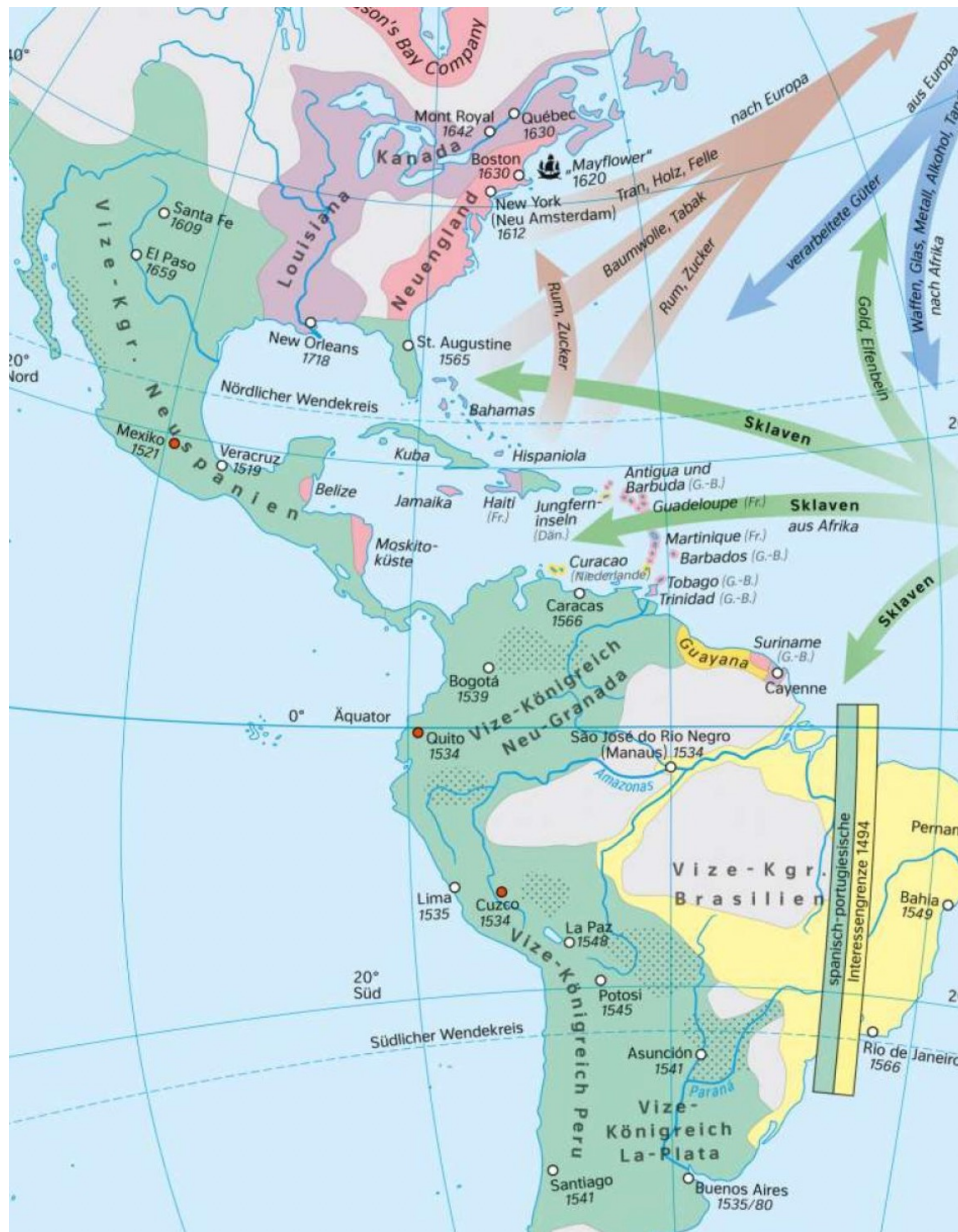 son's Bay Company
40°
Mont Royal
1642
Québec
1630
Kanada
Boston
1630
„Mayflower“
1620
New York
(Neu Amsterdam)
1612
Tran, Holz, Felle
nach Europa
aus Europa
Baumwolle, Tabak
Rum, Zucker
Rum, Zucker
verarbeitete Güter
Waffen, Glas, Metall, Alkohol,
nach Afrika
Gold, Elfenbein
Santa Fe
1609
El Paso
1659
Vize-Kgr.
Neuspanien
Louisiana
Neuengland
New Orleans
1718
St. Augustine
1565
20°
Nord
Nördlicher Wendekreis
Bahamas
Sklaven
20
Mexiko
1521
Veracruz
1519
Kuba
Hispaniola
Belize
Jamaika
Haiti
(Fr.)
Jungfern-
inseln
(Dän.)
Antigua und
Barbuda (G.-B.)
Guadeloupe (Fr.)
Sklaven
aus Afrika
Martinique (Fr.)
Barbados (G.-B.)
Moskito-
küste
Curacao
(Niederlande)
Tobago (G.-B.)
Trinidad (G.-B.)
Sklaven
Caracas
1566
Guayana
Suriname
(G.-B.)
Cayenne
Bogotá
1539
Vize-Königreich
Neu-Granada
0°
Äquator
Quito
1534
São José do Rio Negro
(Manaus) 1534
Amazonas
spanisch-portugiesische
Interessengrenze 1494
Pernam
Vize-Kgr.
Brasilien
Bahia
1549
Lima
1535
Cuzco
1534
La Paz
1548
Vize-Königreich Peru
20°
Süd
Potosi
1545
20
Südlicher Wendekreis
Asunción
1541
Rio de Janeiro
1566
Paraná
Vize-
Königreich
La-Plata
Santiago
1541
Buenos Aires
1535/80